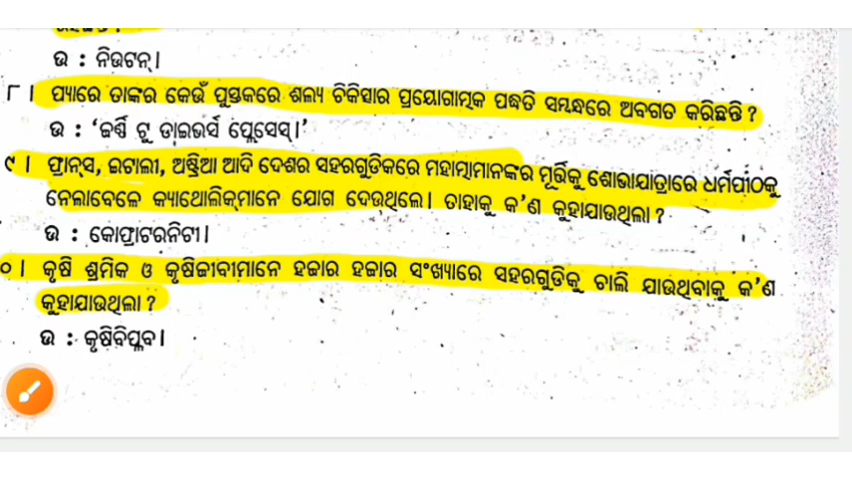 ଉ : ନିଉଟନ୍।
୮ । ପ୍ୟାରେ ତାଙ୍କର କେଉଁ ପୁସ୍ତକରେ ଶଲ୍ୟ ଚିକିତ୍ସାର ପ୍ରୟୋଗାତ୍ମକ ପଦ୍ଧତି ସମ୍ବନ୍ଧରେ ଅବଗତ କରିଛନ୍ତି ?
ଉ : ‘ଜର୍ଣ୍ଣି ଟୁ ଡାଇଭର୍ସ ପ୍ଲେସେସ୍।’
୯ । ଫ୍ରାନ୍ସ, ଇଟାଲୀ, ଅଷ୍ଟ୍ରିଆ ଆଦି ଦେଶର ସହରଗୁଡିକରେ ମହାତ୍ମାମାନଙ୍କର ମୂର୍ତ୍ତିକୁ ଶୋଭାଯାତ୍ରାରେ ଧର୍ମପୀଠକୁ
ନେଲାବେଳେ କ୍ୟାଥୋଲିକ୍‌ମାନେ ଯୋଗ ଦେଉଥିଲେ। ତାହାକୁ କ’ଣ କୁହାଯାଉଥିଲା ?
ଉ : କୋଫ୍ରାଟରନିଟୀ।
୦ । କୃଷି ଶ୍ରମିକ ଓ କୃଷିଜୀବୀମାନେ ହଜାର ହଜାର ସଂଖ୍ୟାରେ ସହରଗୁଡିକୁ ଚାଲି ଯାଉଥିବାକୁ କ’ଣ
କୁହାଯାଉଥିଲା ?
ଉ : କୃଷିବିପ୍ଳବ।